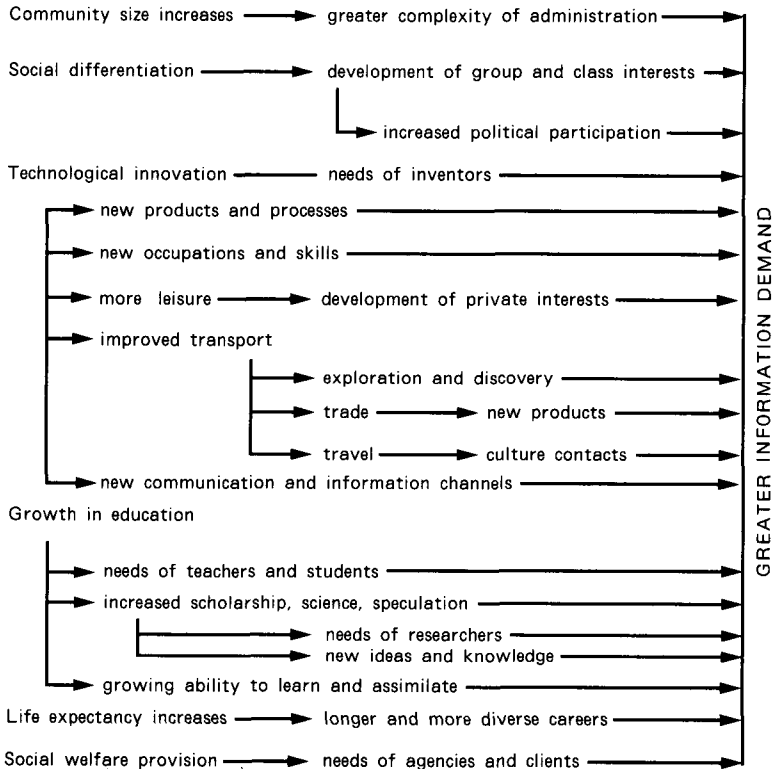 Community size increases greater complexity of administration
Social differentiation development of group and class interests
increased political participation
Technological innovation needs of inventors
new products and processes
new occupations and skills
more leisure development of private interests
improved transport
exploration and discovery
trade new products
travel culture contacts
new communication and information channels
Growth in education
needs of teachers and students
increased scholarship, science, speculation
needs of researchers
new ideas and knowledge
growing ability to learn and assimilate
Life expectancy increases longer and more diverse careers
Social welfare provision needs of agencies and clients
GREATER INFORMATION DEMAND